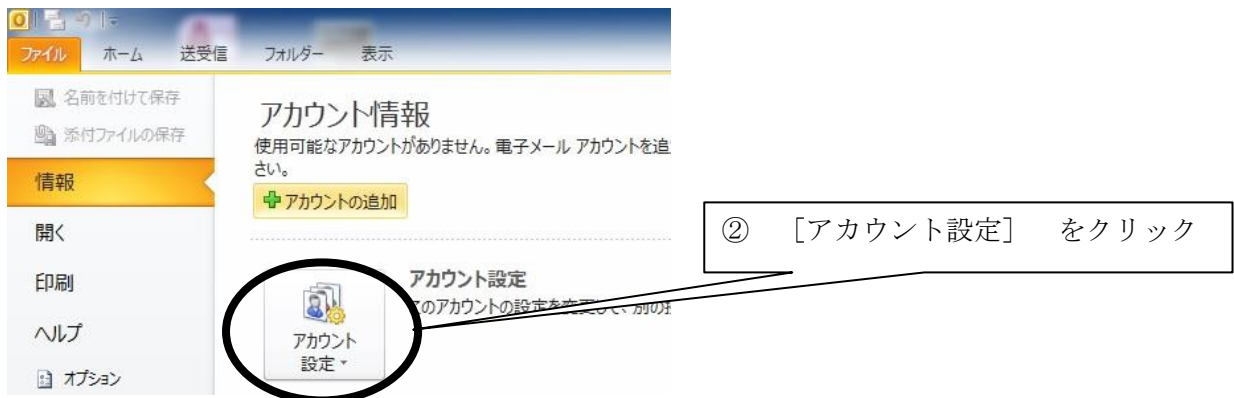 ファイル ホーム 送受信 フォルダー 表示
名前を付けて保存
添付ファイルの保存
情報
開く
印刷
ヘルプ
オプション
アカウント情報
使用可能なアカウントがありません。電子メール アカウントを追
さい。
アカウントの追加
アカウント
設定
アカウント設定
このアカウントの設定を変更して、別の
② [アカウント設定] をクリック